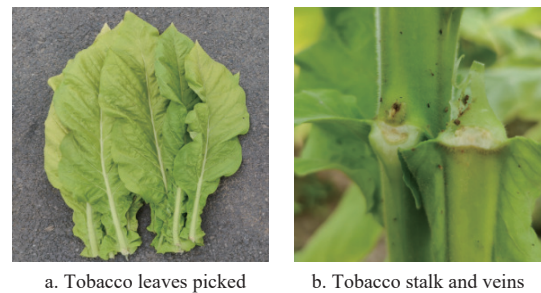 a. Tobacco leaves picked
b. Tobacco stalk and veins